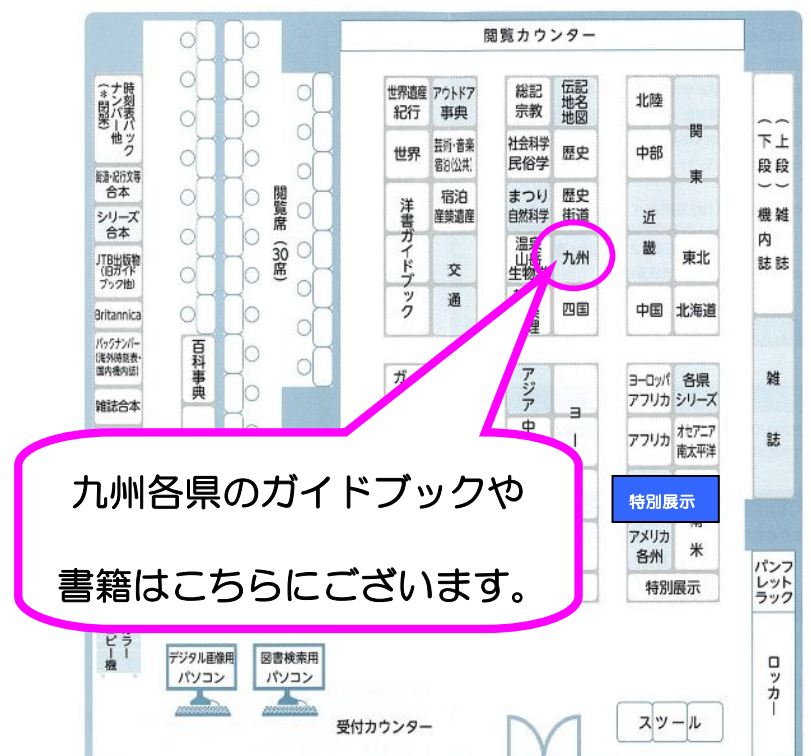 閲覧カウンター
時刻表バック
ナンバー他
(*閉架)
街道・紀行文等
合本
シリーズ
合本
JTB出版物
(旧ガイド
ブック他)
Britannica
バックナンバー
(海外時刻表・
国内機内誌)
雑誌合本
閲覧席(30席)
百科事典
世界遺産
紀行
アウトドア
事典
世界
芸術・音楽
宿泊(公共)
洋書ガイドブック
宿泊
産業遺産
交通
総記
宗教
伝記
地名
地図
社会科学
民俗学
歴史
まつり
自然科学
歴史
街道
温泉
山岳
九州
四国
北陸
関東
中部
近畿
東北
中国
北海道
(上段)雑誌
(下段)機内誌
雑誌
ガ
アジア
中
ヨー
ヨーロッパ
アフリカ
各県
シリーズ
アフリカ
オセアニア
南太平洋
特別展示
アメリカ
各州
南米
特別展示
九州各県のガイドブックや
書籍はこちらにございます。
パンフ
レット
ラック
ロッカー
デジタル画像用
パソコン
図書検索用
パソコン
受付カウンター
スツール